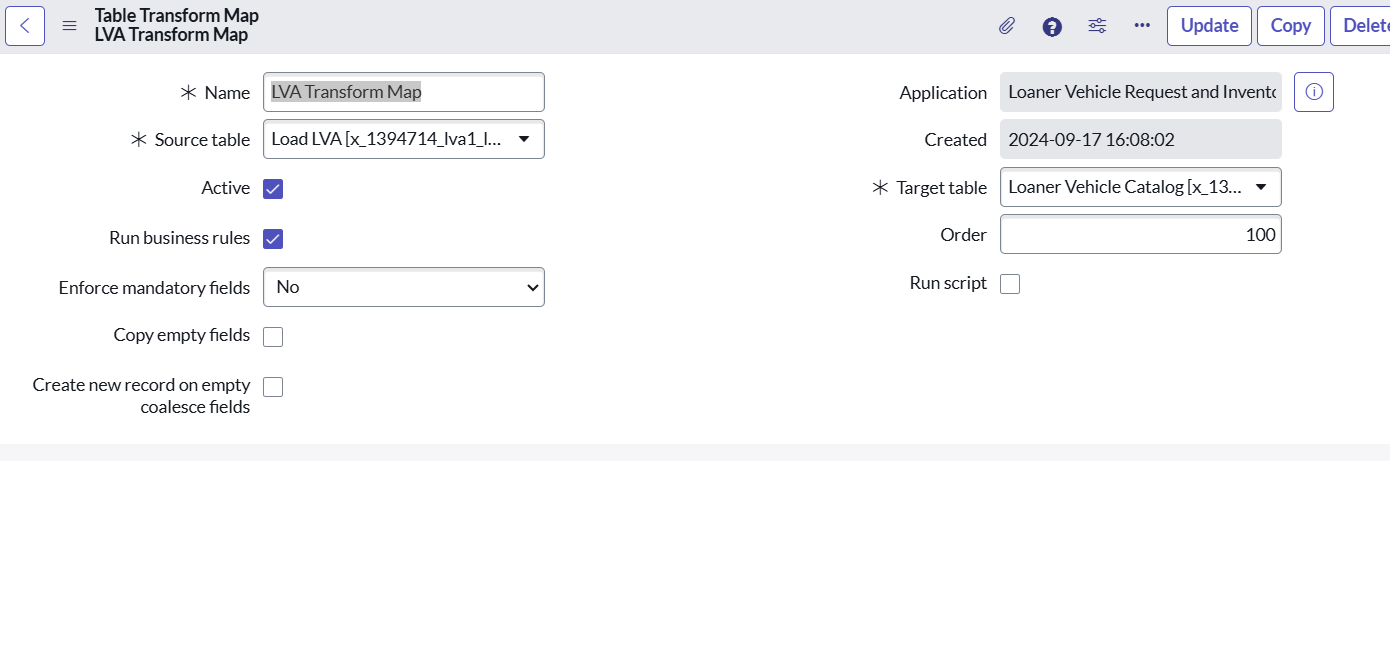 Table Transform Map
LVA Transform Map
Update
Copy
Delete
Name
LVA Transform Map
Application
Loaner Vehicle Request and Invento
Source table
Load LVA [x_1394714_lva1_l...
Created
2024-09-17 16:08:02
Active
Target table
Loaner Vehicle Catalog [x_13...
Run business rules
Order
100
Enforce mandatory fields
No
Run script
Copy empty fields
Create new record on empty
coalesce fields